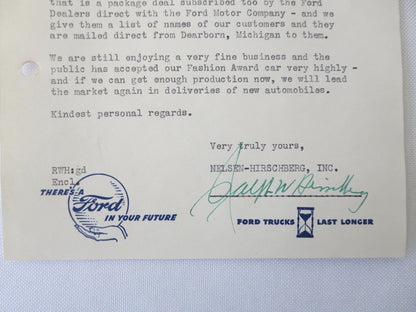 that is a package deal subscribed too by the Ford
Dealers direct with the Ford Motor Company - and we
give them a list of names of our customers and they
are mailed direct from Dearborn, Michigan to them.
We are still enjoying a very fine business and the
public has accepted our Fashion Award car very highly -
and if we can get enough production now, we will lead
the market again in deliveries of new automobiles.
Kindest personal regards.
Very truly yours,
RWH:gd
NELSEN-HIRSCHBERG, INC.
Encl.
Ralph W Hirschberg
THERE'S A
Ford
IN YOUR FUTURE
FORD TRUCKS LAST LONGER